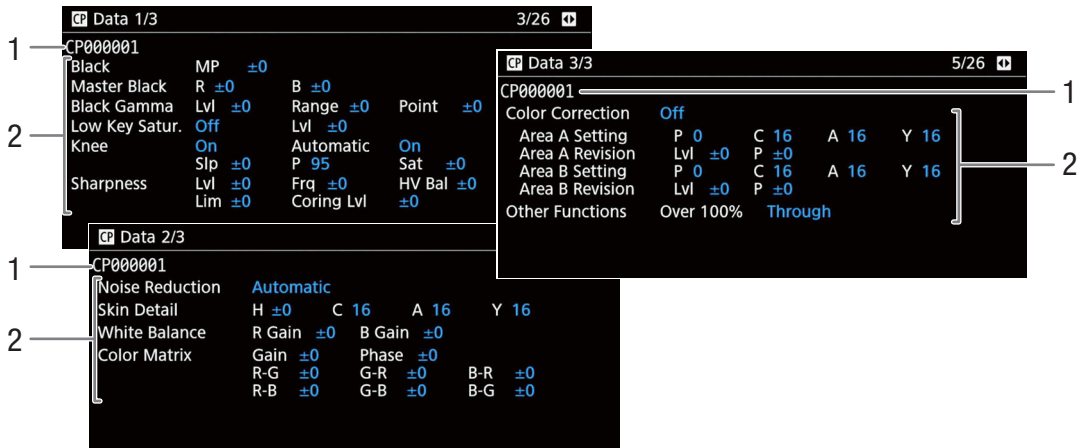 CP Data 1/3 3/26
1 CP000001
2
Black MP ±0
Master Black R ±0 B ±0
Black Gamma Lvl ±0 Range ±0 Point ±0
Low Key Satur. Off Lvl ±0
Knee On Automatic On
Slp ±0 P 95 Sat ±0
Sharpness Lvl ±0 Frq ±0 HV Bal ±0
Lim ±0 Coring Lvl ±0
CP Data 3/3 5/26
CP000001 1
2
Color Correction Off
Area A Setting P 0 C 16 A 16 Y 16
Area A Revision Lvl ±0 P ±0
Area B Setting P 0 C 16 A 16 Y 16
Area B Revision Lvl ±0 P ±0
Other Functions Over 100% Through
CP Data 2/3
1 CP000001
2
Noise Reduction Automatic
Skin Detail H ±0 C 16 A 16 Y 16
White Balance R Gain ±0 B Gain ±0
Color Matrix Gain ±0 Phase ±0
R-G ±0 G-R ±0 B-R ±0
R-B ±0 G-B ±0 B-G ±0